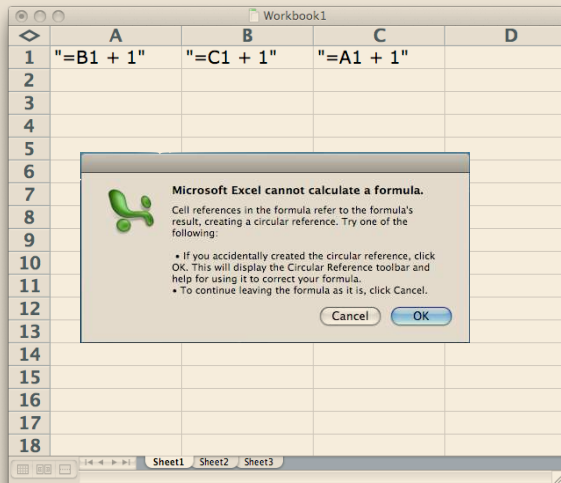 Workbook1
A B C D
1 "=B1 + 1" "=C1 + 1" "=A1 + 1"
2
3
4
5
6
7
8
9
10
11
12
13
14
15
16
17
18
Microsoft Excel cannot calculate a formula.
Cell references in the formula refer to the formula's
result, creating a circular reference. Try one of the
following:
• If you accidentally created the circular reference, click
OK. This will display the Circular Reference toolbar and
help for using it to correct your formula.
• To continue leaving the formula as it is, click Cancel.
Cancel OK
Sheet1 Sheet2 Sheet3